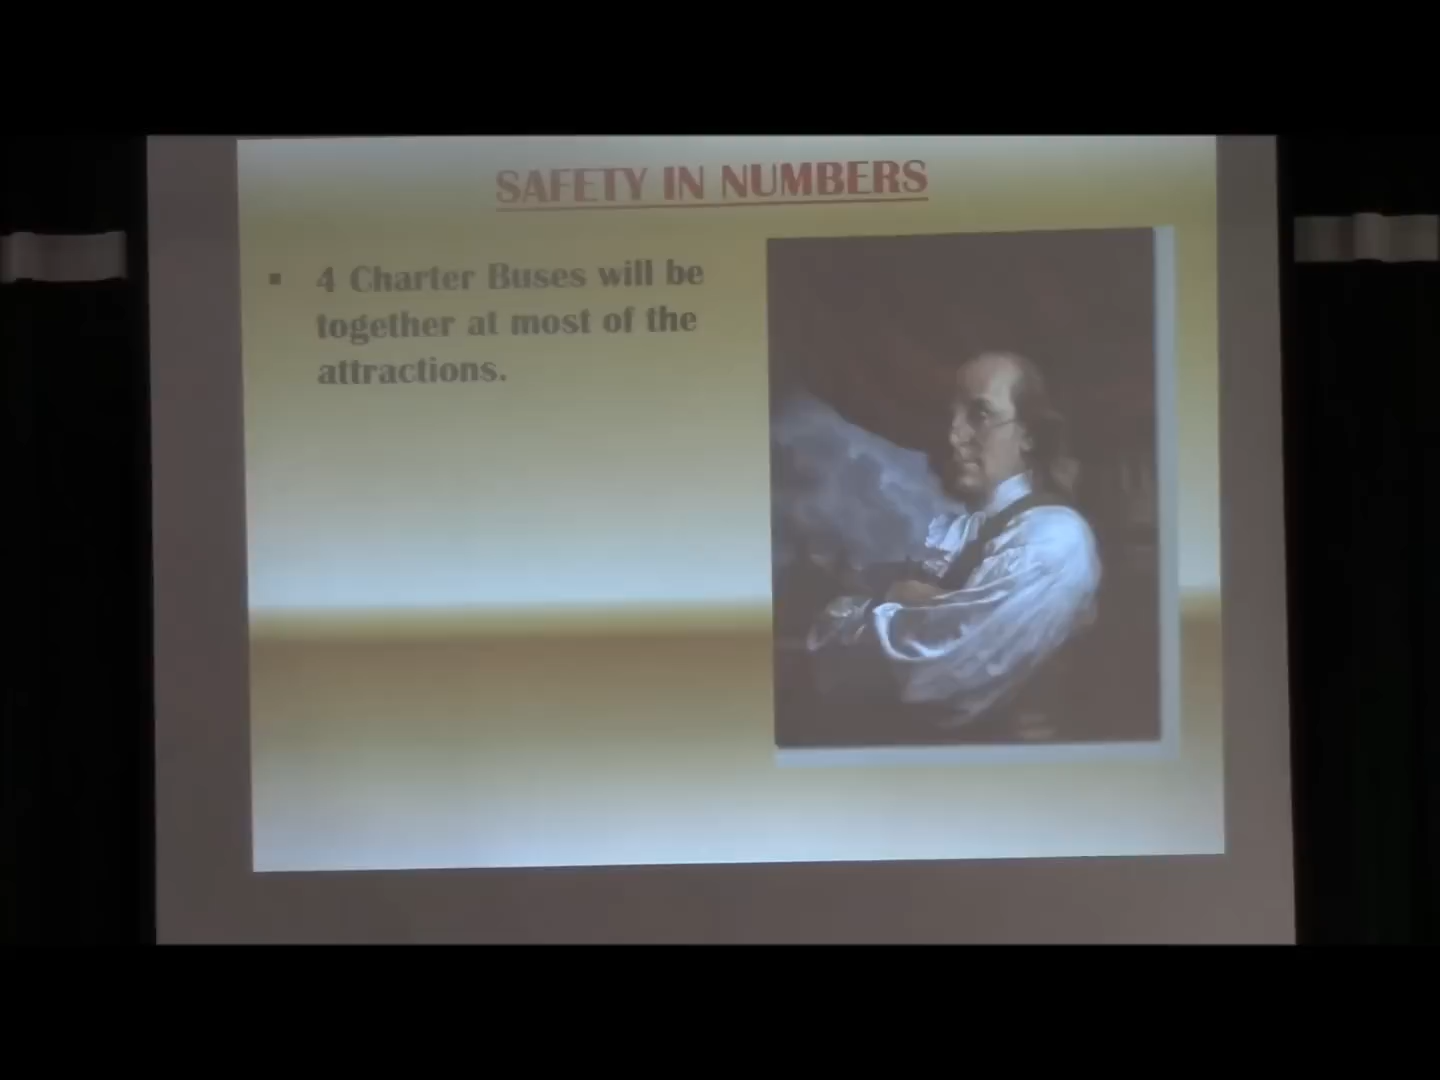 SAFETY IN NUMBERS
▪ 4 Charter Buses will be
together at most of the
attractions.